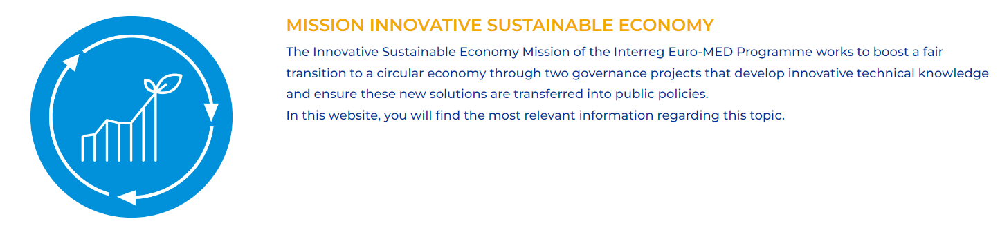 MISSION INNOVATIVE SUSTAINABLE ECONOMY
The Innovative Sustainable Economy Mission of the Interreg Euro-MED Programme works to boost a fair
transition to a circular economy through two governance projects that develop innovative technical knowledge
and ensure these new solutions are transferred into public policies.
In this website, you will find the most relevant information regarding this topic.